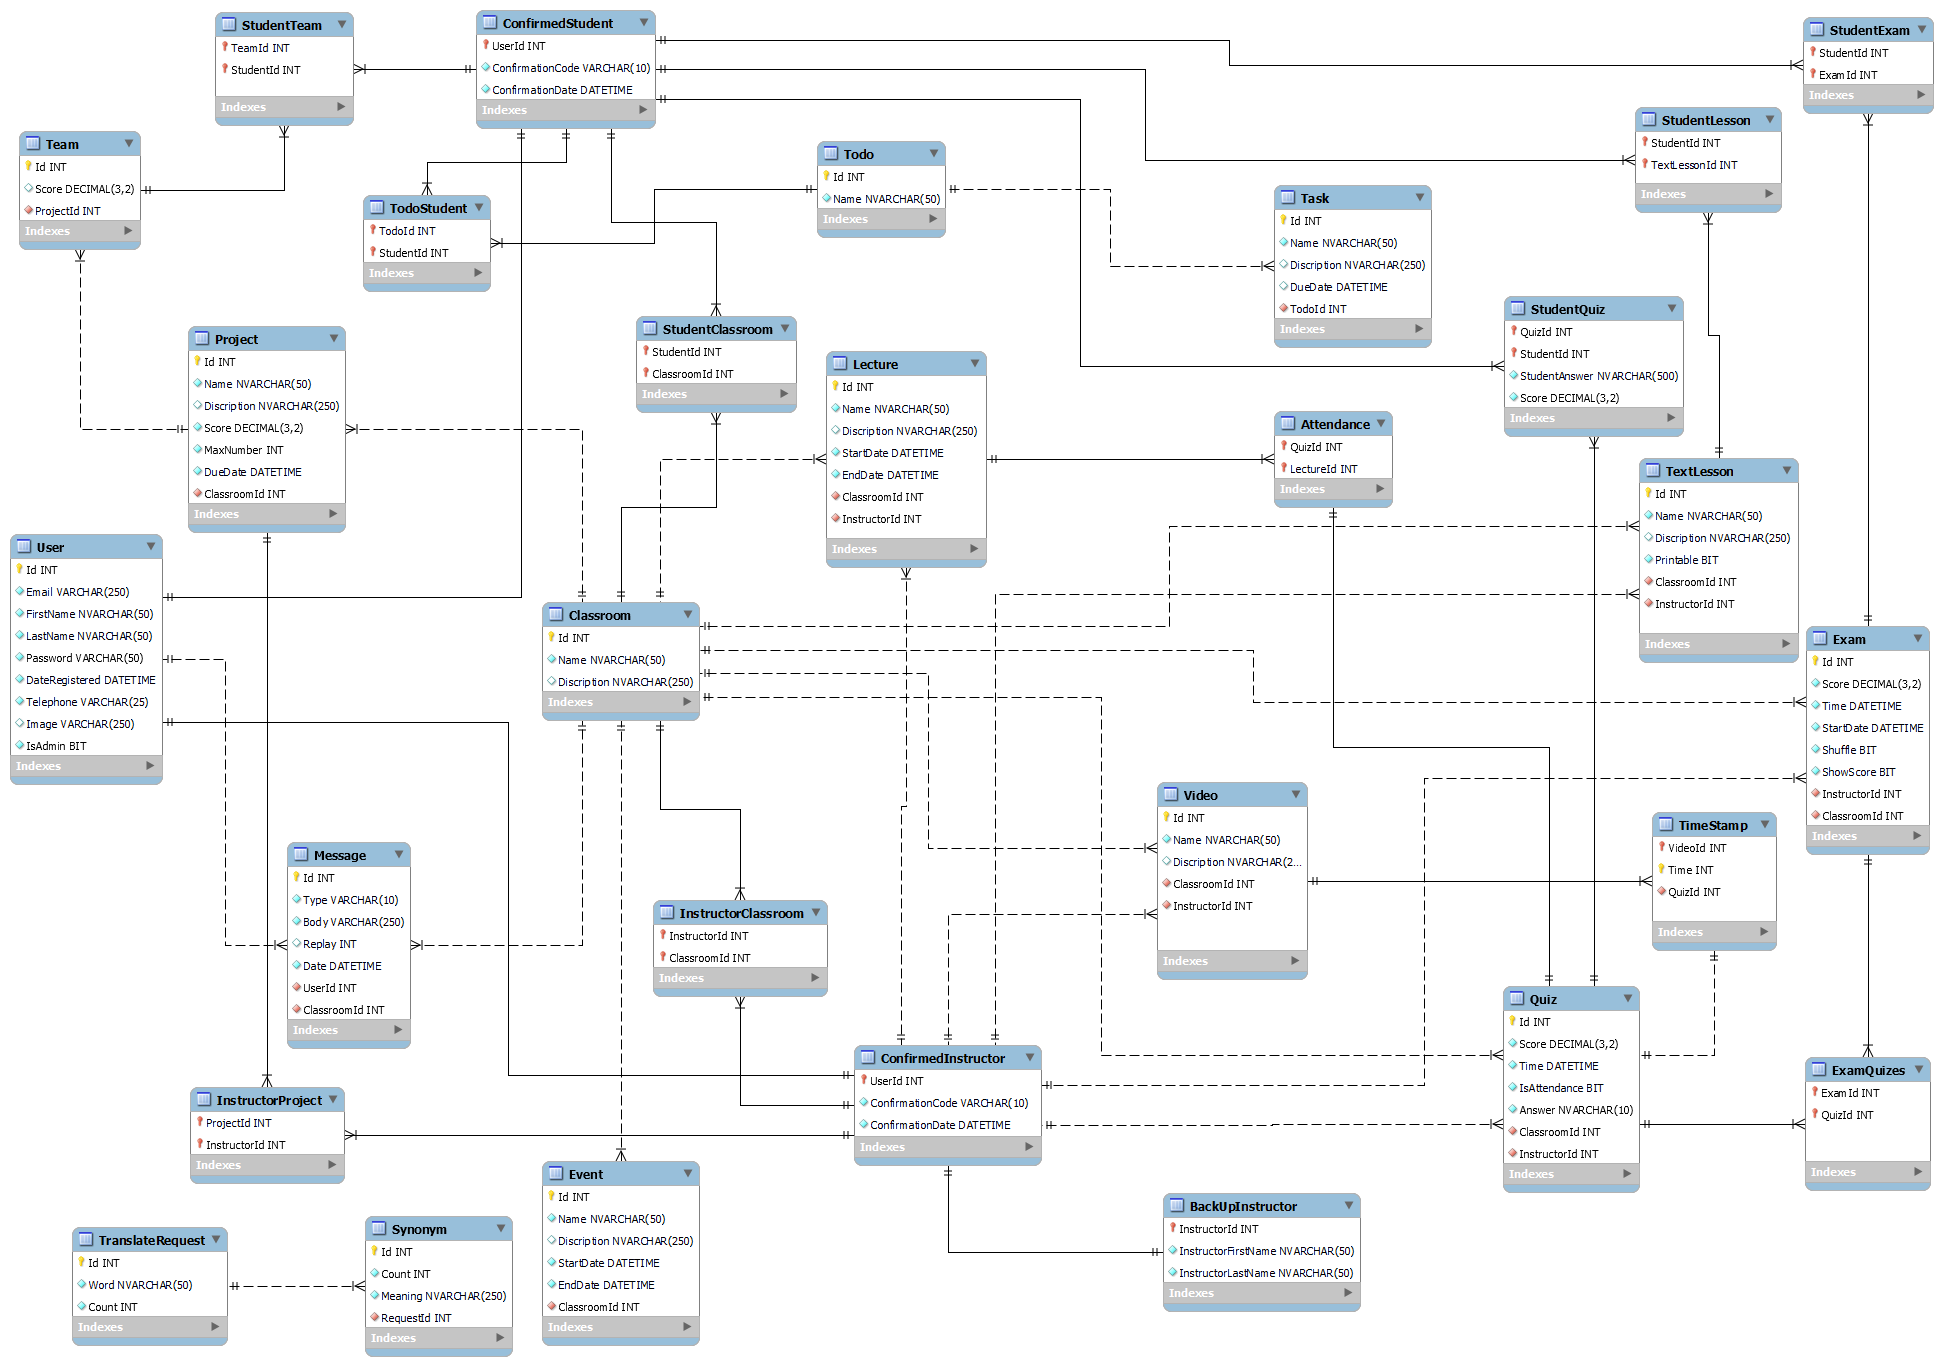 StudentTeam
TeamId INT
StudentId INT
Indexes
ConfirmedStudent
UserId INT
ConfirmationCode VARCHAR(10)
ConfirmationDate DATETIME
Indexes
StudentExam
StudentId INT
ExamId INT
Indexes
StudentLesson
StudentId INT
TextLessonId INT
Indexes
Team
Id INT
Score DECIMAL(3,2)
ProjectId INT
Indexes
Todo
Id INT
Name NVARCHAR(50)
Indexes
TodoStudent
TodoId INT
StudentId INT
Indexes
Task
Id INT
Name NVARCHAR(50)
Discription NVARCHAR(250)
DueDate DATETIME
TodoId INT
Indexes
StudentQuiz
QuizId INT
StudentId INT
StudentAnswer NVARCHAR(500)
Score DECIMAL(3,2)
Indexes
Project
Id INT
Name NVARCHAR(50)
Discription NVARCHAR(250)
Score DECIMAL(3,2)
MaxNumber INT
DueDate DATETIME
ClassroomId INT
Indexes
StudentClassroom
StudentId INT
ClassroomId INT
Indexes
Lecture
Id INT
Name NVARCHAR(50)
Discription NVARCHAR(250)
StartDate DATETIME
EndDate DATETIME
ClassroomId INT
InstructorId INT
Indexes
Attendance
QuizId INT
LectureId INT
Indexes
TextLesson
Id INT
Name NVARCHAR(50)
Discription NVARCHAR(250)
Printable BIT
ClassroomId INT
InstructorId INT
Indexes
User
Id INT
Email VARCHAR(250)
FirstName NVARCHAR(50)
LastName NVARCHAR(50)
Password VARCHAR(50)
DateRegistered DATETIME
Telephone VARCHAR(25)
Image VARCHAR(250)
IsAdmin BIT
Indexes
Classroom
Id INT
Name NVARCHAR(50)
Discription NVARCHAR(250)
Indexes
Exam
Id INT
Score DECIMAL(3,2)
Time DATETIME
StartDate DATETIME
Shuffle BIT
ShowScore BIT
InstructorId INT
ClassroomId INT
Indexes
Video
Id INT
Name NVARCHAR(50)
Discription NVARCHAR(2...
ClassroomId INT
InstructorId INT
Indexes
TimeStamp
VideoId INT
Time INT
QuizId INT
Indexes
Message
Id INT
Type VARCHAR(10)
Body VARCHAR(250)
Replay INT
Date DATETIME
UserId INT
ClassroomId INT
Indexes
InstructorClassroom
InstructorId INT
ClassroomId INT
Indexes
Quiz
Id INT
Score DECIMAL(3,2)
Time DATETIME
IsAttendance BIT
Answer NVARCHAR(10)
ClassroomId INT
InstructorId INT
Indexes
ConfirmedInstructor
UserId INT
ConfirmationCode VARCHAR(10)
ConfirmationDate DATETIME
Indexes
ExamQuizes
ExamId INT
QuizId INT
Indexes
InstructorProject
ProjectId INT
InstructorId INT
Indexes
Event
Id INT
Name NVARCHAR(50)
Discription NVARCHAR(250)
StartDate DATETIME
EndDate DATETIME
ClassroomId INT
Indexes
BackUpInstructor
InstructorId INT
InstructorFirstName NVARCHAR(50)
InstructorLastName NVARCHAR(50)
Indexes
TranslateRequest
Id INT
Word NVARCHAR(50)
Count INT
Indexes
Synonym
Id INT
Count INT
Meaning NVARCHAR(250)
RequestId INT
Indexes